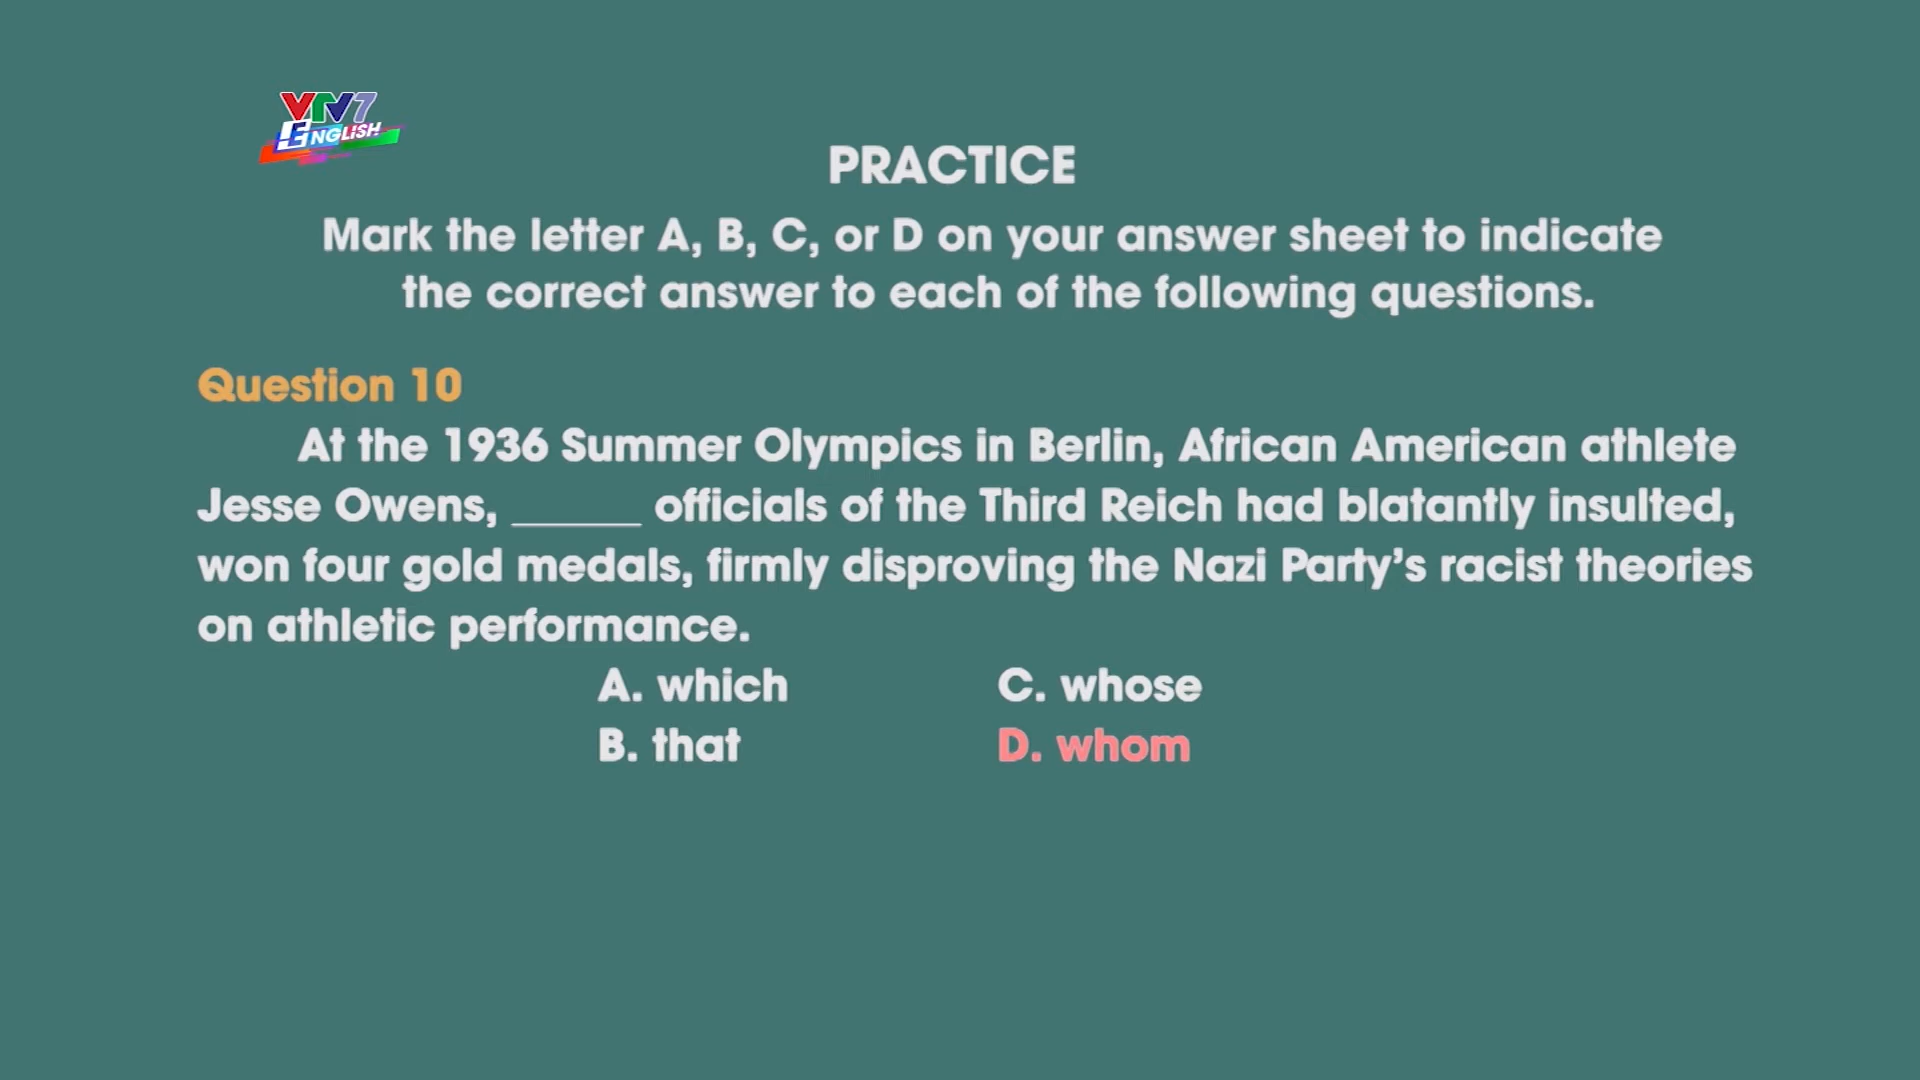 VTV7
ENGLISH
PRACTICE
Mark the letter A, B, C, or D on your answer sheet to indicate
the correct answer to each of the following questions.
Question 10
At the 1936 Summer Olympics in Berlin, African American athlete
Jesse Owens, ______ officials of the Third Reich had blatantly insulted,
won four gold medals, firmly disproving the Nazi Party’s racist theories
on athletic performance.
A. which C. whose
B. that D. whom